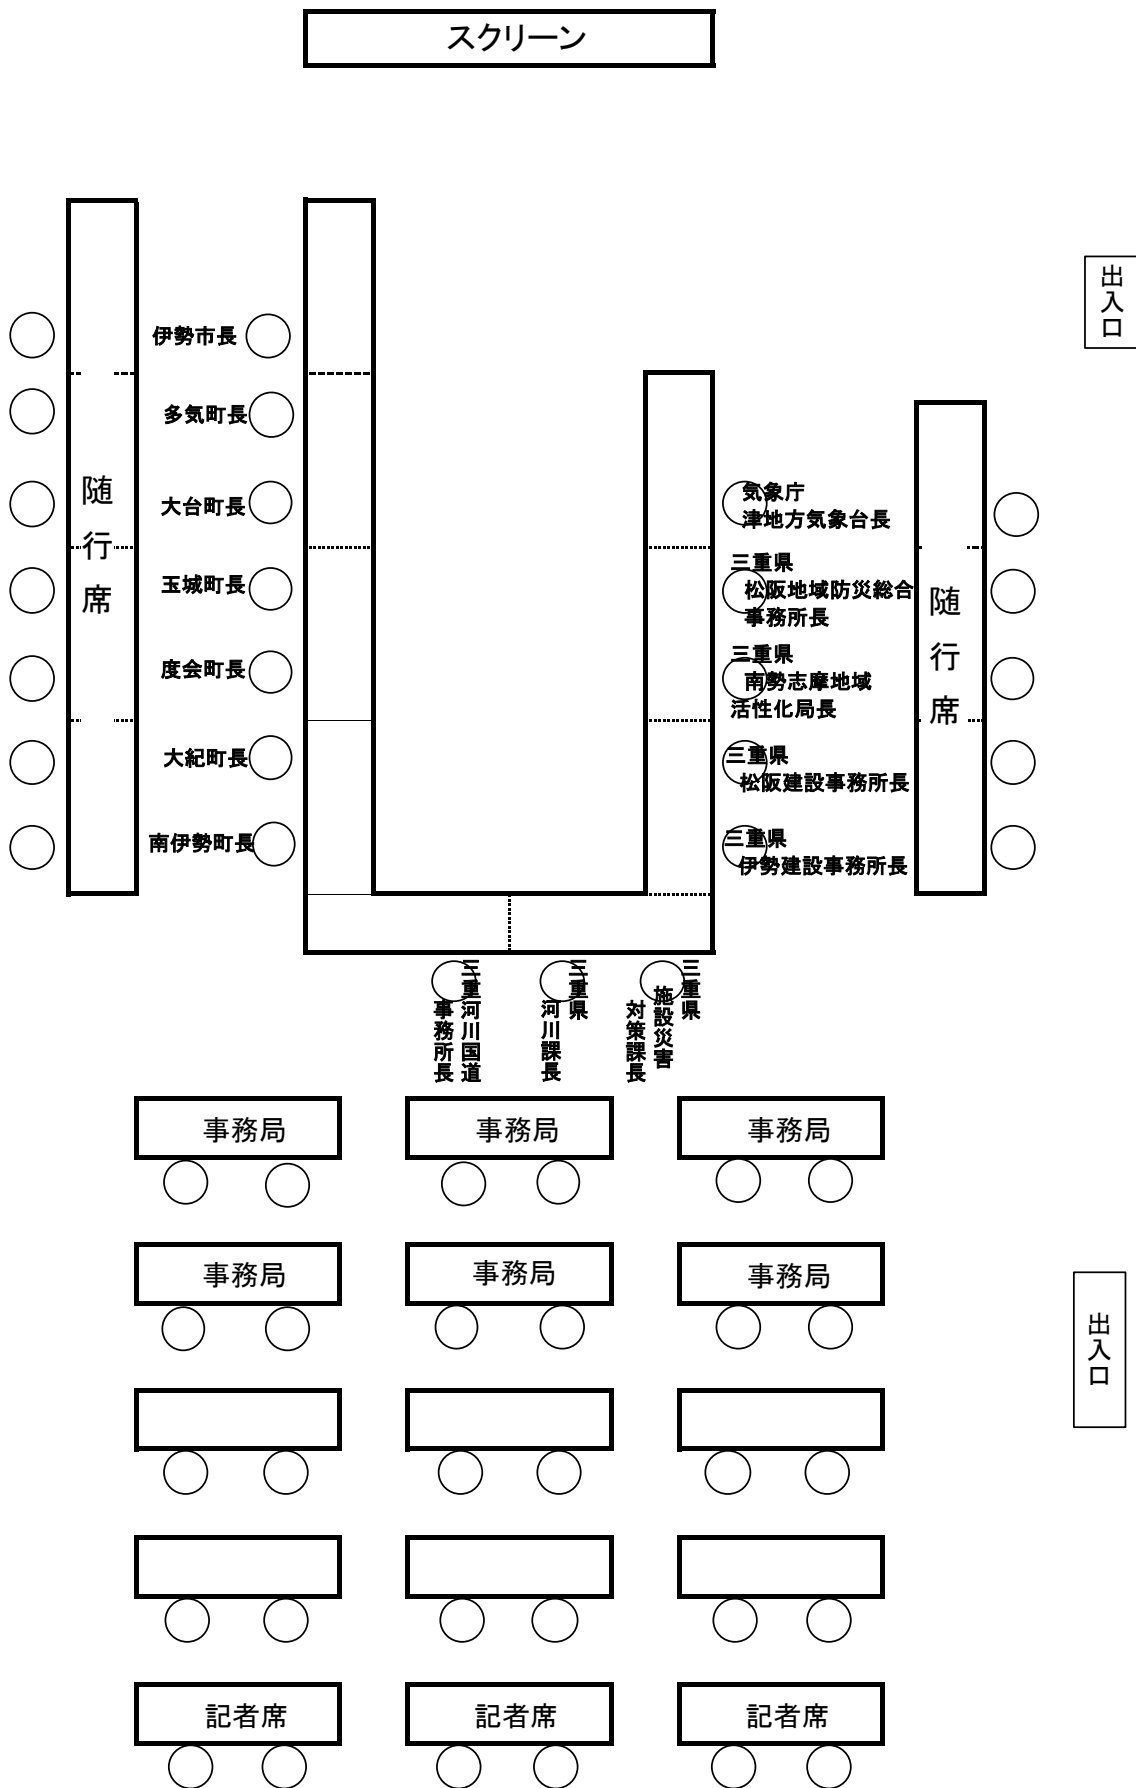 スクリーン
出入口
伊勢市長
多気町長
大台町長
玉城町長
度会町長
大紀町長
南伊勢町長
随行席
気象庁
津地方気象台長
三重県
松阪地域防災総合
事務所長
三重県
南勢志摩地域
活性化局長
三重県
松阪建設事務所長
三重県
伊勢建設事務所長
随行席
三重河川国道
事務所長
三重県
河川課長
三重県
施設災害
対策課長
事務局
事務局
事務局
事務局
事務局
事務局
出入口
記者席
記者席
記者席